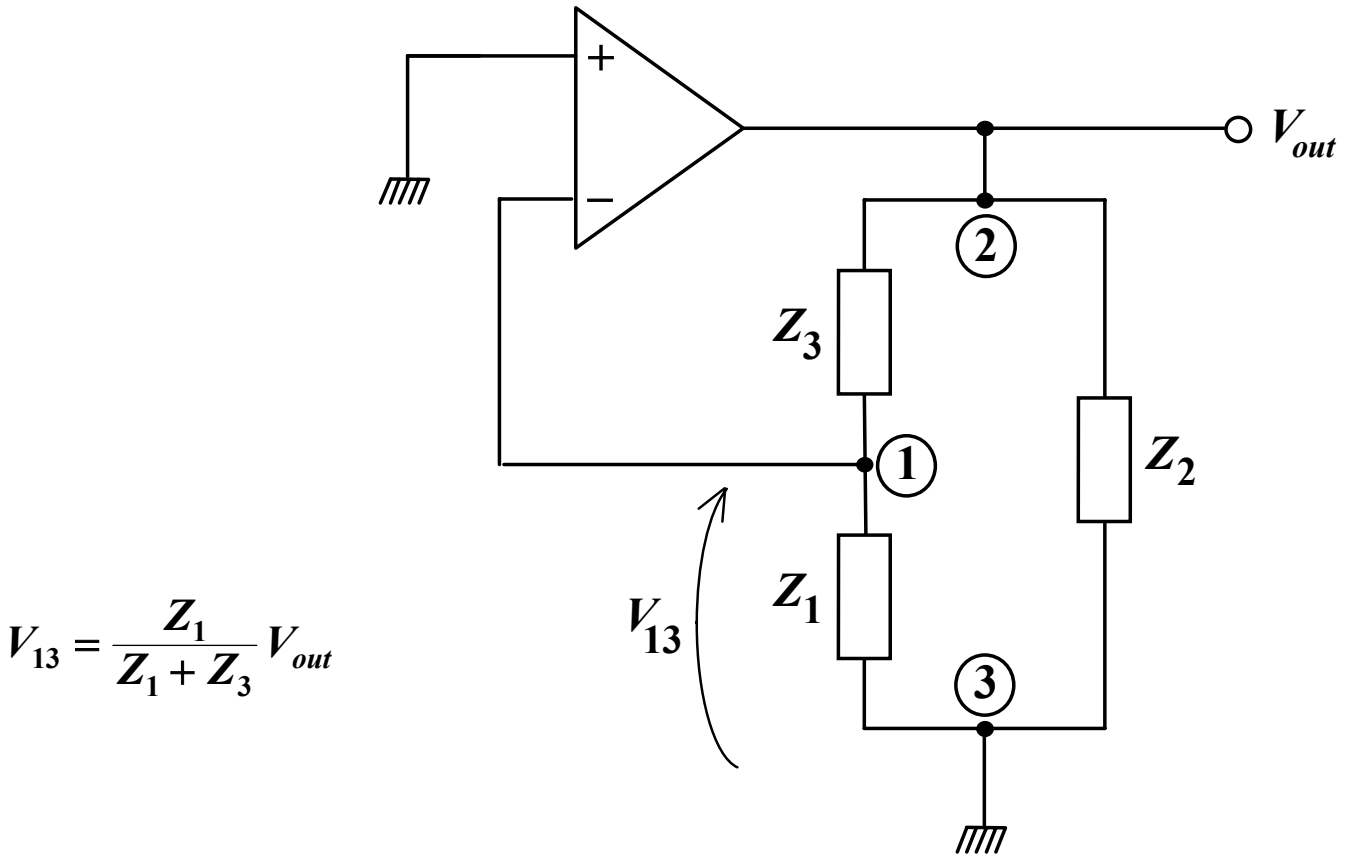 +
−
V_out
2
Z_3
1
Z_2
Z_1
V_13
V_13 = Z_1 / (Z_1 + Z_3) V_out
3